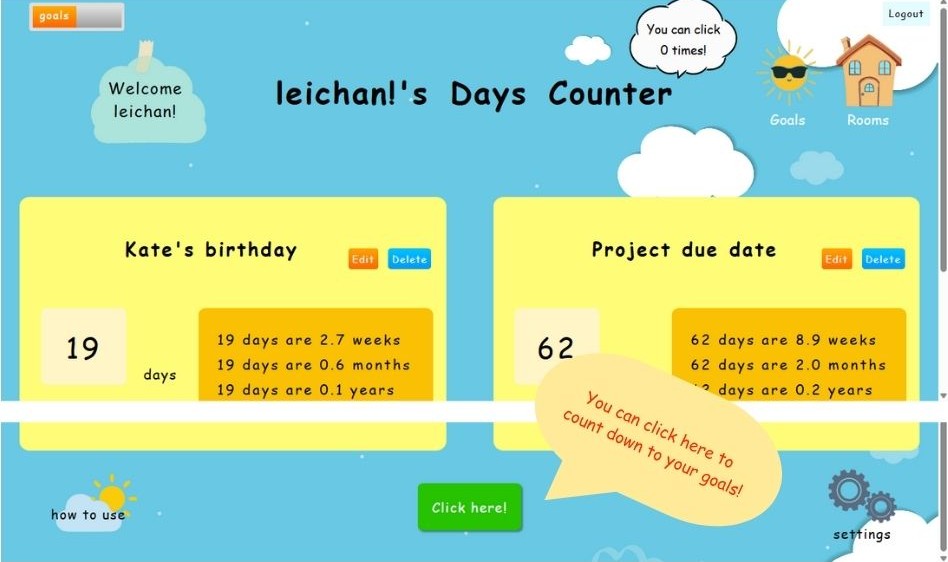 goals
Logout
You can click
0 times!
Welcome
leichan!
leichan!'s Days Counter
Goals
Rooms
Kate's birthday
Edit
Delete
19
days
19 days are 2.7 weeks
19 days are 0.6 months
19 days are 0.1 years
Project due date
Edit
Delete
62
62 days are 8.9 weeks
62 days are 2.0 months
days are 0.2 years
You can click here to
count down to your goals!
how to use
Click here!
settings